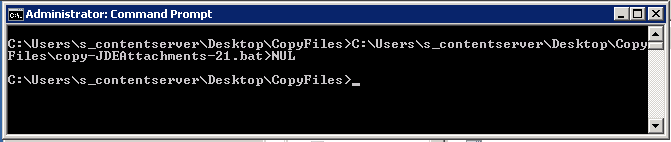 Administrator: Command Prompt
C:\Users\s_contentserver\Desktop\CopyFiles>C:\Users\s_contentserver\Desktop\Copy
Files\copy-JDEAttachments-21.bat>NUL
C:\Users\s_contentserver\Desktop\CopyFiles>_